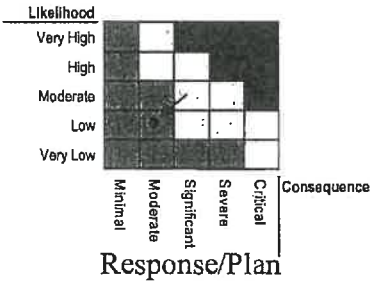 Likelihood
Very High
High
Moderate
Low
Very Low
Minimal
Moderate
Significant
Severe
Critical
Consequence
Response/Plan